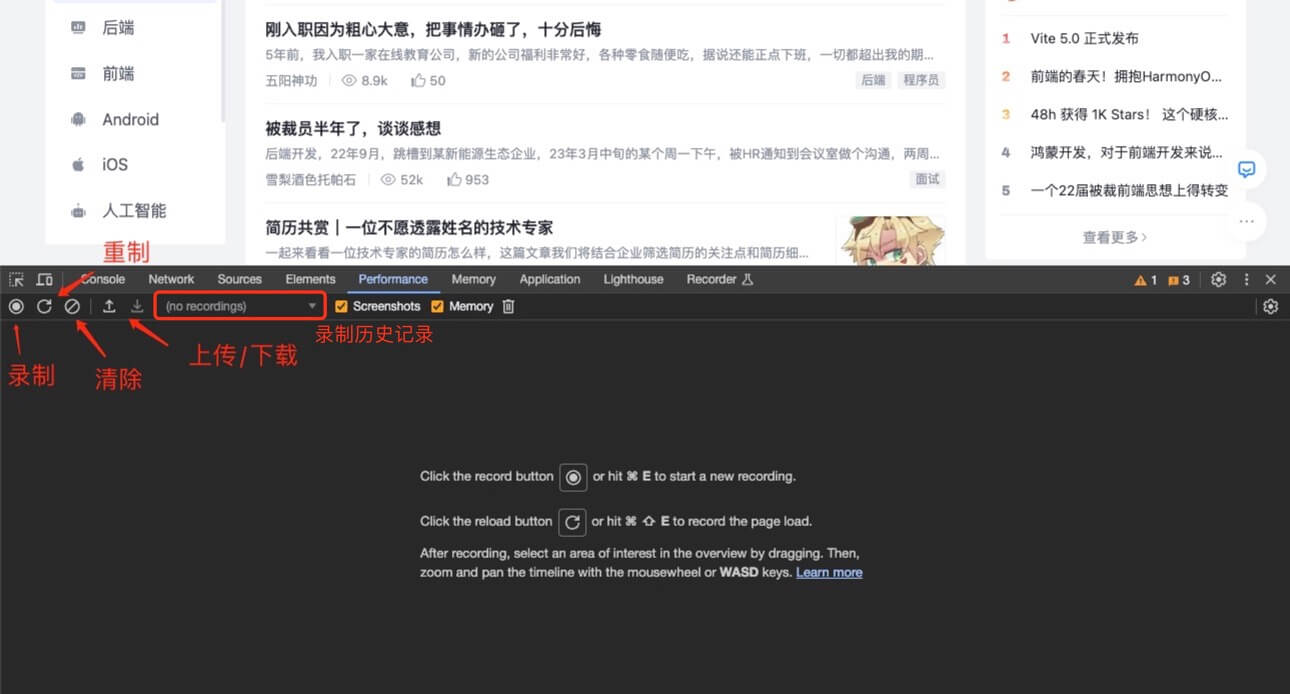 后端
前端
Android
iOS
人工智能
刚入职因为粗心大意，把事情办砸了，十分后悔
5年前，我入职一家在线教育公司，新的公司福利非常好，各种零食随便吃，据说还能正点下班，一切都超出我的期...
五阳神功 8.9k 50 后端 程序员
被裁员半年了，谈谈感想
后端开发，22年9月，跳槽到某新能源生态企业，23年3月中旬的某个周一下午，被HR通知到会议室做个沟通，两周...
雪梨酒色托帕石 52k 953 面试
简历共赏｜一位不愿透露姓名的技术专家
一起来看看一位技术专家的简历怎么样，这篇文章我们将结合企业筛选简历的关注点和简历细...
1 Vite 5.0 正式发布
2 前端的春天！拥抱HarmonyO...
3 48h 获得 1K Stars！ 这个硬核...
4 鸿蒙开发，对于前端开发来说...
5 一个22届被裁前端思想上得转变
查看更多
重制
Console Network Sources Elements Performance Memory Application Lighthouse Recorder 1 3
(no recordings) Screenshots Memory
录制历史记录
上传/下载
录制
清除
Click the record button or hit ⌘ E to start a new recording.
Click the reload button or hit ⌘ ⇧ E to record the page load.
After recording, select an area of interest in the overview by dragging. Then,
zoom and pan the timeline with the mousewheel or WASD keys. Learn more